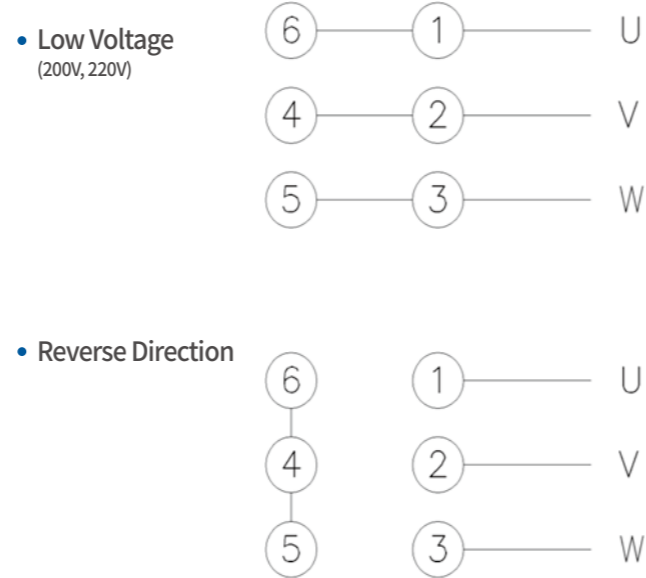 • Low Voltage
(200V, 220V)
6 1 U
4 2 V
5 3 W
• Reverse Direction
6 1 U
4 2 V
5 3 W